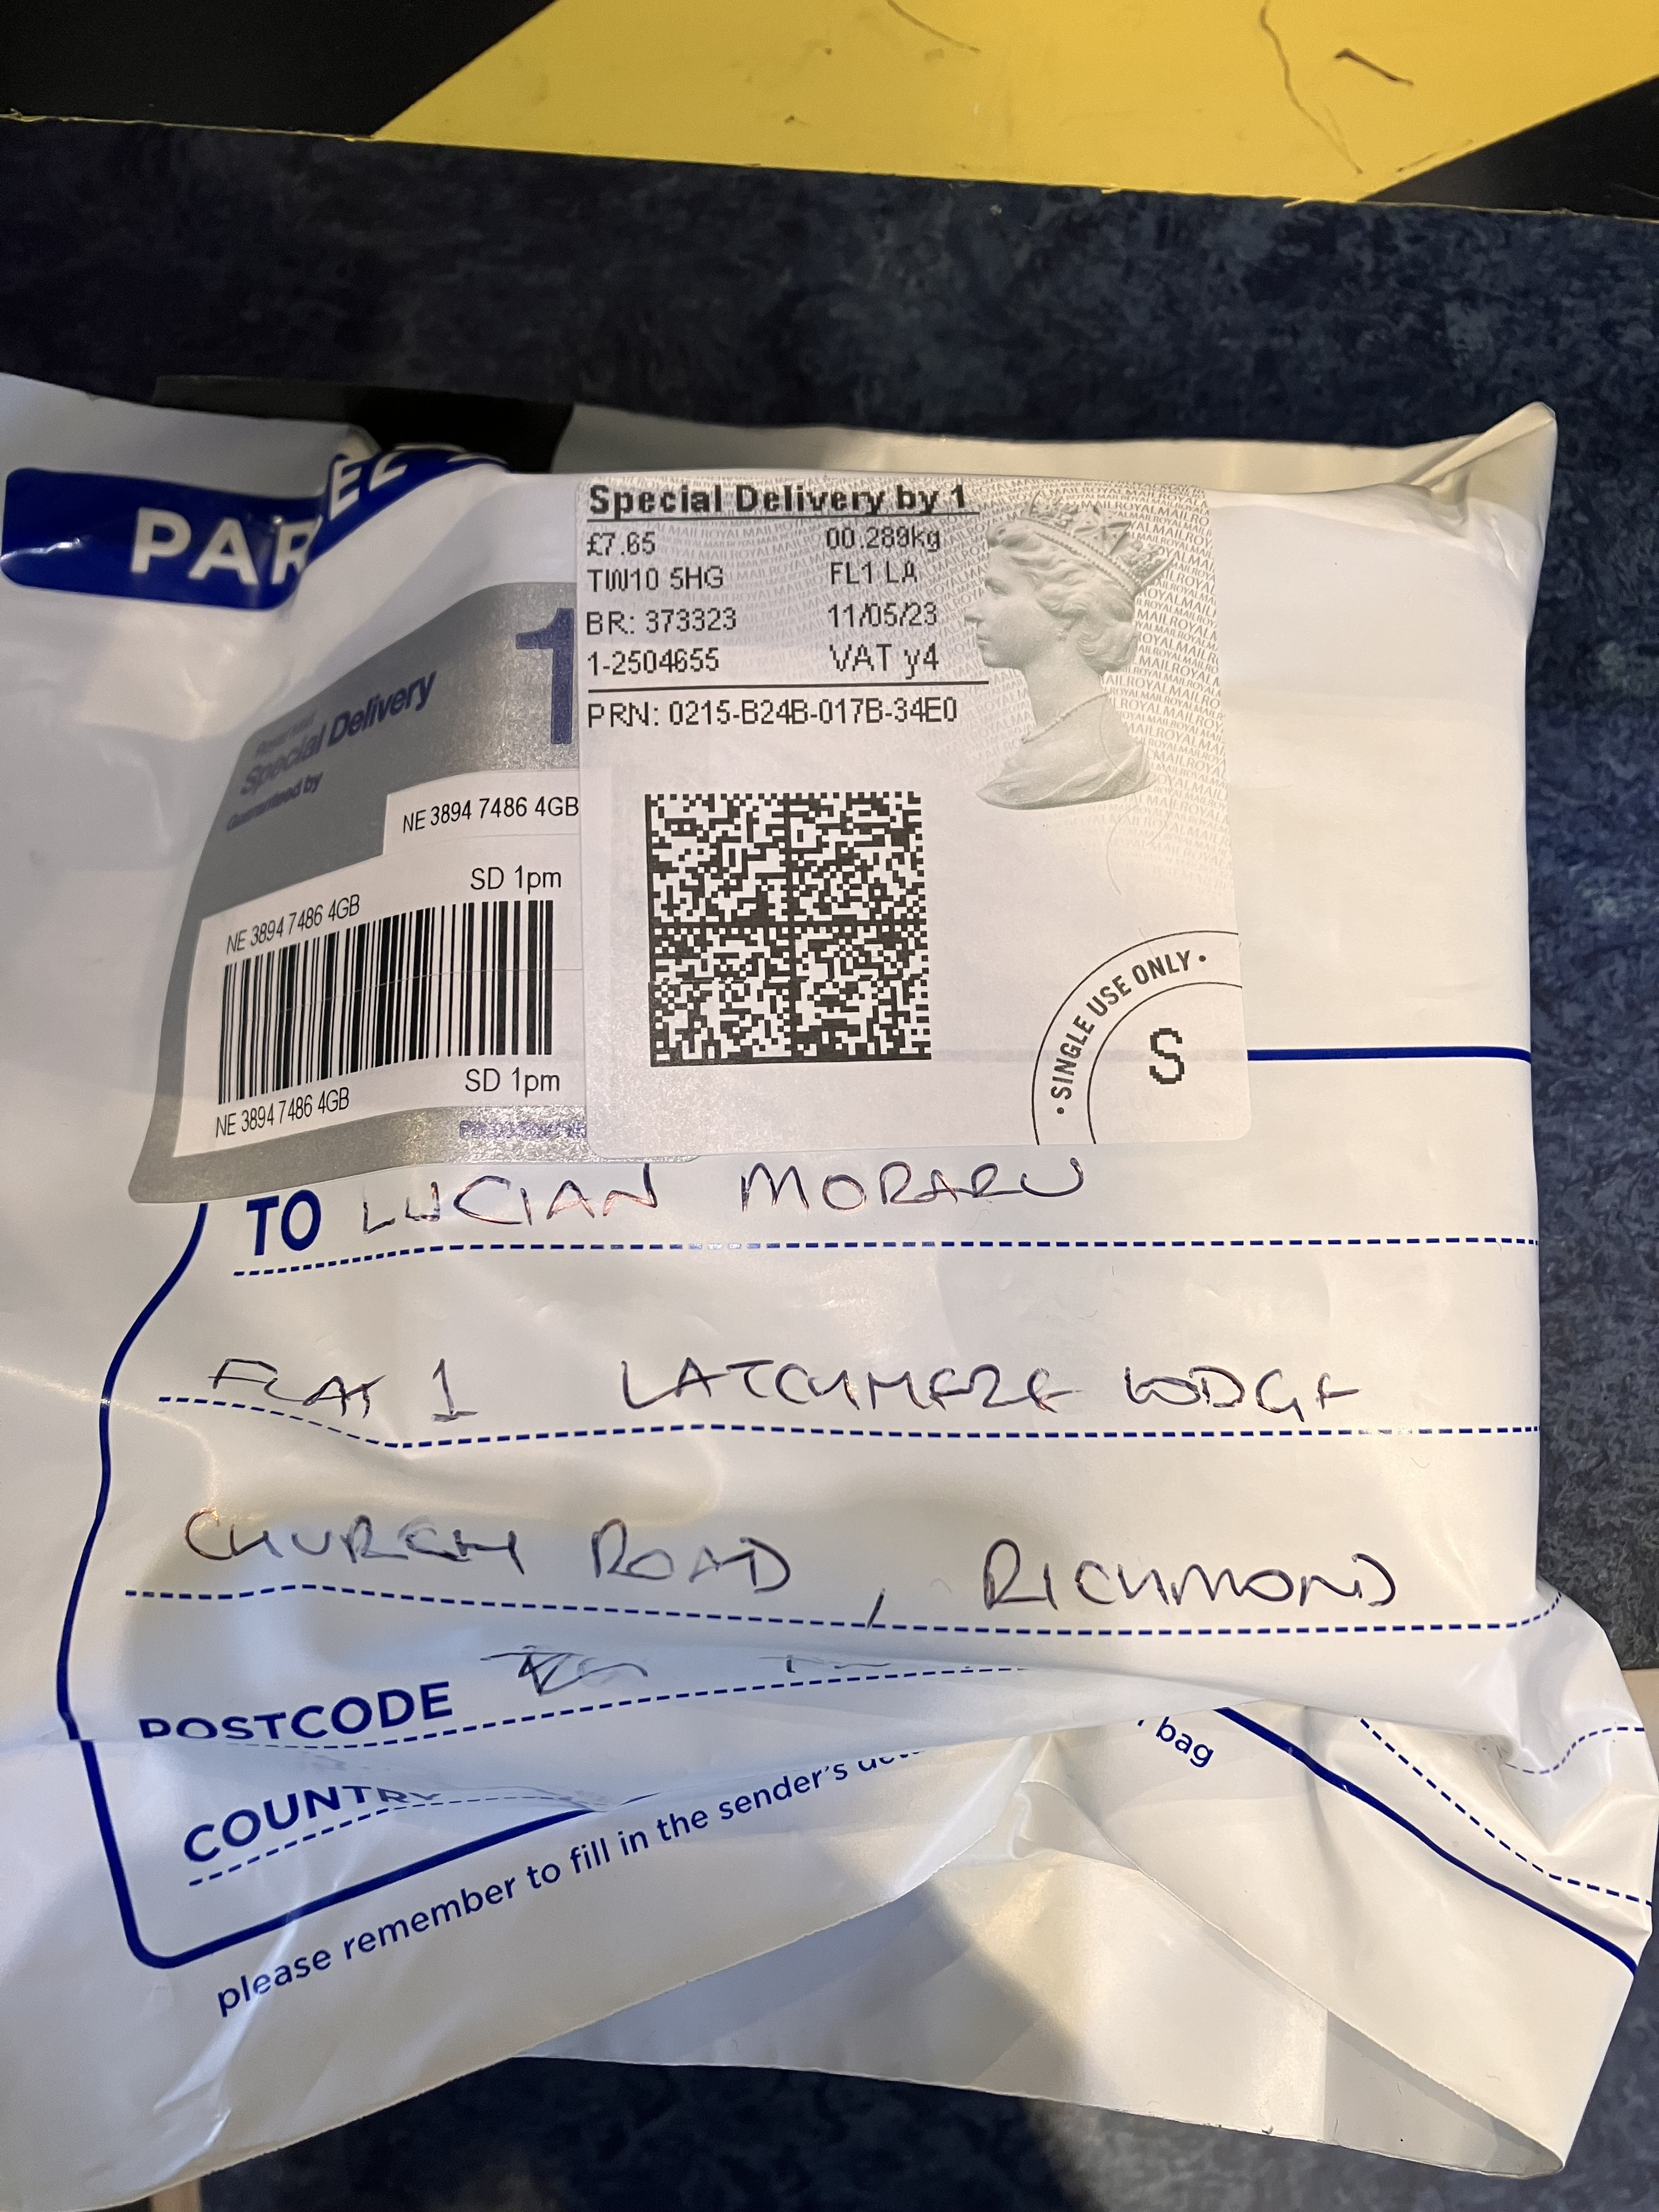 PARCEL
Special Delivery by 1
£7.65 00.289kg
TW10 5HG FL1 LA
BR: 373323 11/05/23
1-2504655 VAT y4
PRN: 0215-B24B-017B-34E0
1
Royal Mail
Special Delivery
Guaranteed by
NE 3894 7486 4GB
SD 1pm
NE 3894 7486 4GB
SD 1pm
NE 3894 7486 4GB
• SINGLE USE ONLY •
S
TO LUCIAN MORARU
FLAT 1 LATCHMERE LODGE
CHURCH ROAD, RICHMOND
POSTCODE
COUNTRY
please remember to fill in the sender's
bag